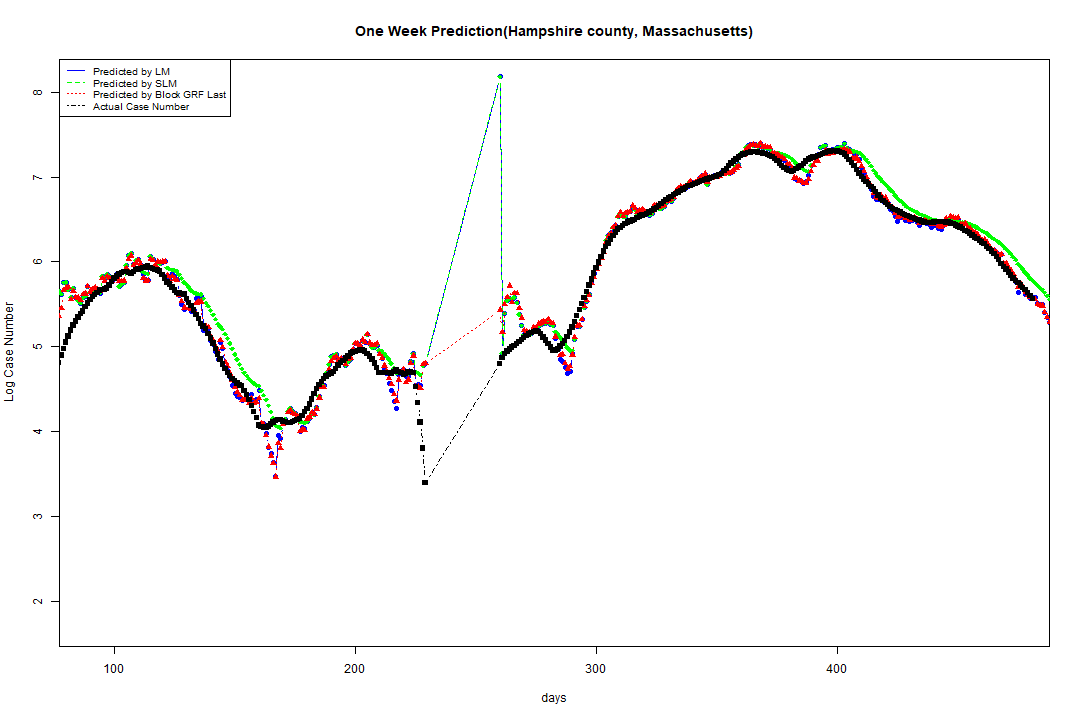 One Week Prediction(Hampshire county, Massachusetts)
Predicted by LM
Predicted by SLM
Predicted by Block GRF Last
Actual Case Number
8
7
6
5
4
3
2
Log Case Number
100 200 300 400
days